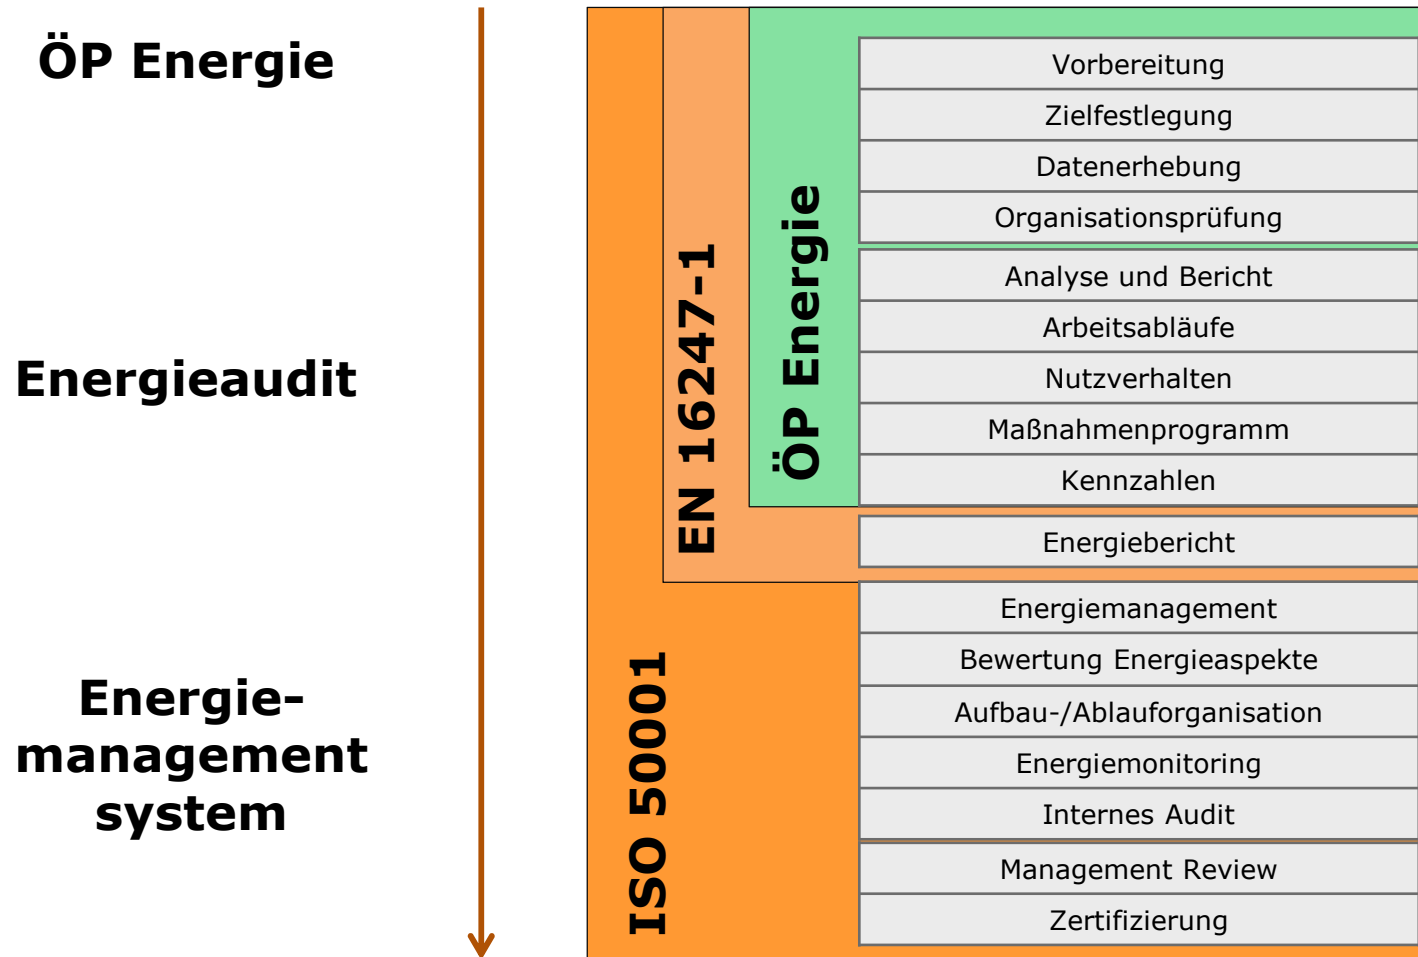 ÖP Energie
Energieaudit
Energie-
management
system
ISO 50001
EN 16247-1
ÖP Energie
Vorbereitung
Zielfestlegung
Datenerhebung
Organisationsprüfung
Analyse und Bericht
Arbeitsabläufe
Nutzverhalten
Maßnahmenprogramm
Kennzahlen
Energiebericht
Energiemanagement
Bewertung Energieaspekte
Aufbau-/Ablauforganisation
Energiemonitoring
Internes Audit
Management Review
Zertifizierung